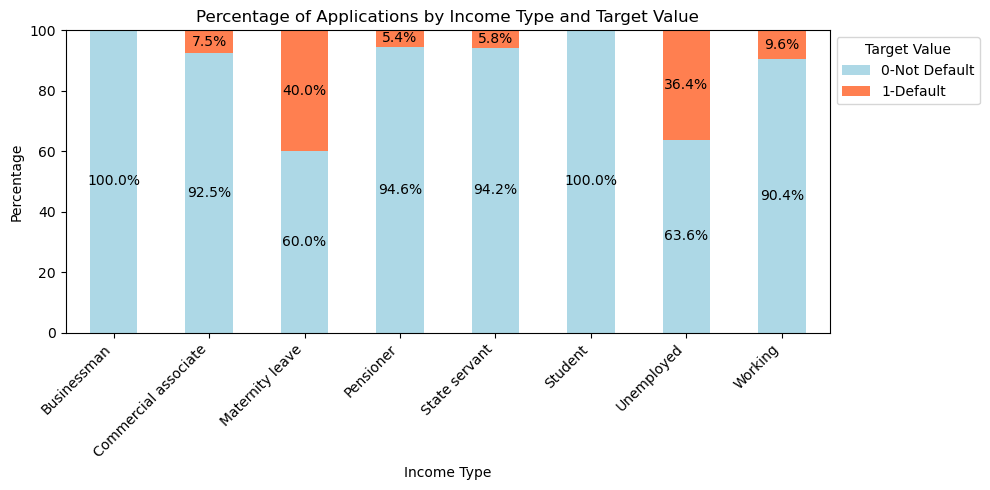 Percentage of Applications by Income Type and Target Value
100
80
60
40
20
0
Percentage
100.0%
7.5%
92.5%
40.0%
60.0%
5.4%
94.6%
5.8%
94.2%
100.0%
36.4%
63.6%
9.6%
90.4%
Target Value
0-Not Default
1-Default
Businessman
Commercial associate
Maternity leave
Pensioner
State servant
Student
Unemployed
Working
Income Type